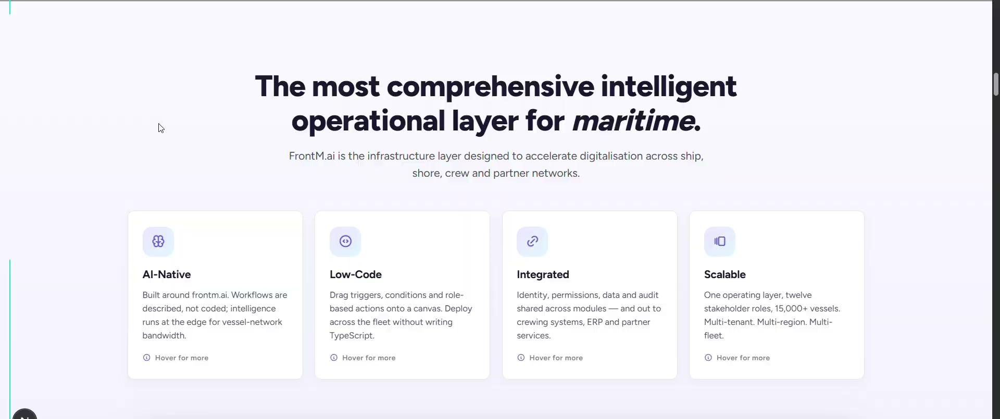 The most comprehensive intelligent
operational layer for maritime.
FrontM.ai is the infrastructure layer designed to accelerate digitalisation across ship,
shore, crew and partner networks.
AI-Native
Built around frontm.ai. Workflows are
described, not coded; intelligence
runs at the edge for vessel-network
bandwidth.
Hover for more
Low-Code
Drag triggers, conditions and role-
based actions onto a canvas. Deploy
across the fleet without writing
TypeScript.
Hover for more
Integrated
Identity, permissions, data and audit
shared across modules — and out to
crewing systems, ERP and partner
services.
Hover for more
Scalable
One operating layer, twelve
stakeholder roles, 15,000+ vessels.
Multi-tenant. Multi-region. Multi-
fleet.
Hover for more